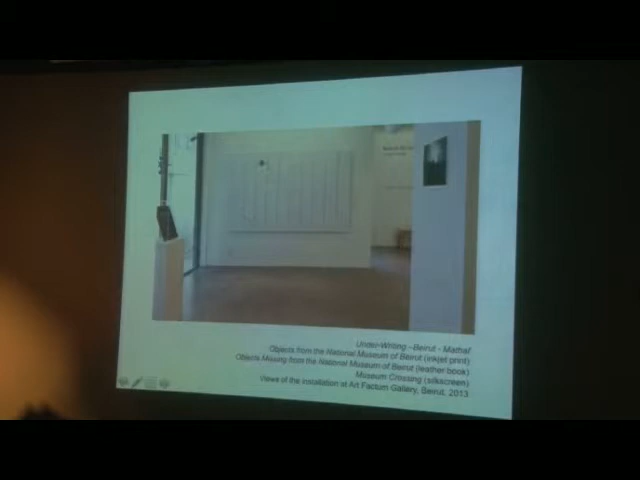 Under-Writing - Beirut - Mathaf
Objects from the National Museum of Beirut (inkjet print)
Objects Missing from the National Museum of Beirut (leather book)
Museum Crossing (silkscreen)
Views of the installation at Art Factum Gallery, Beirut, 2013